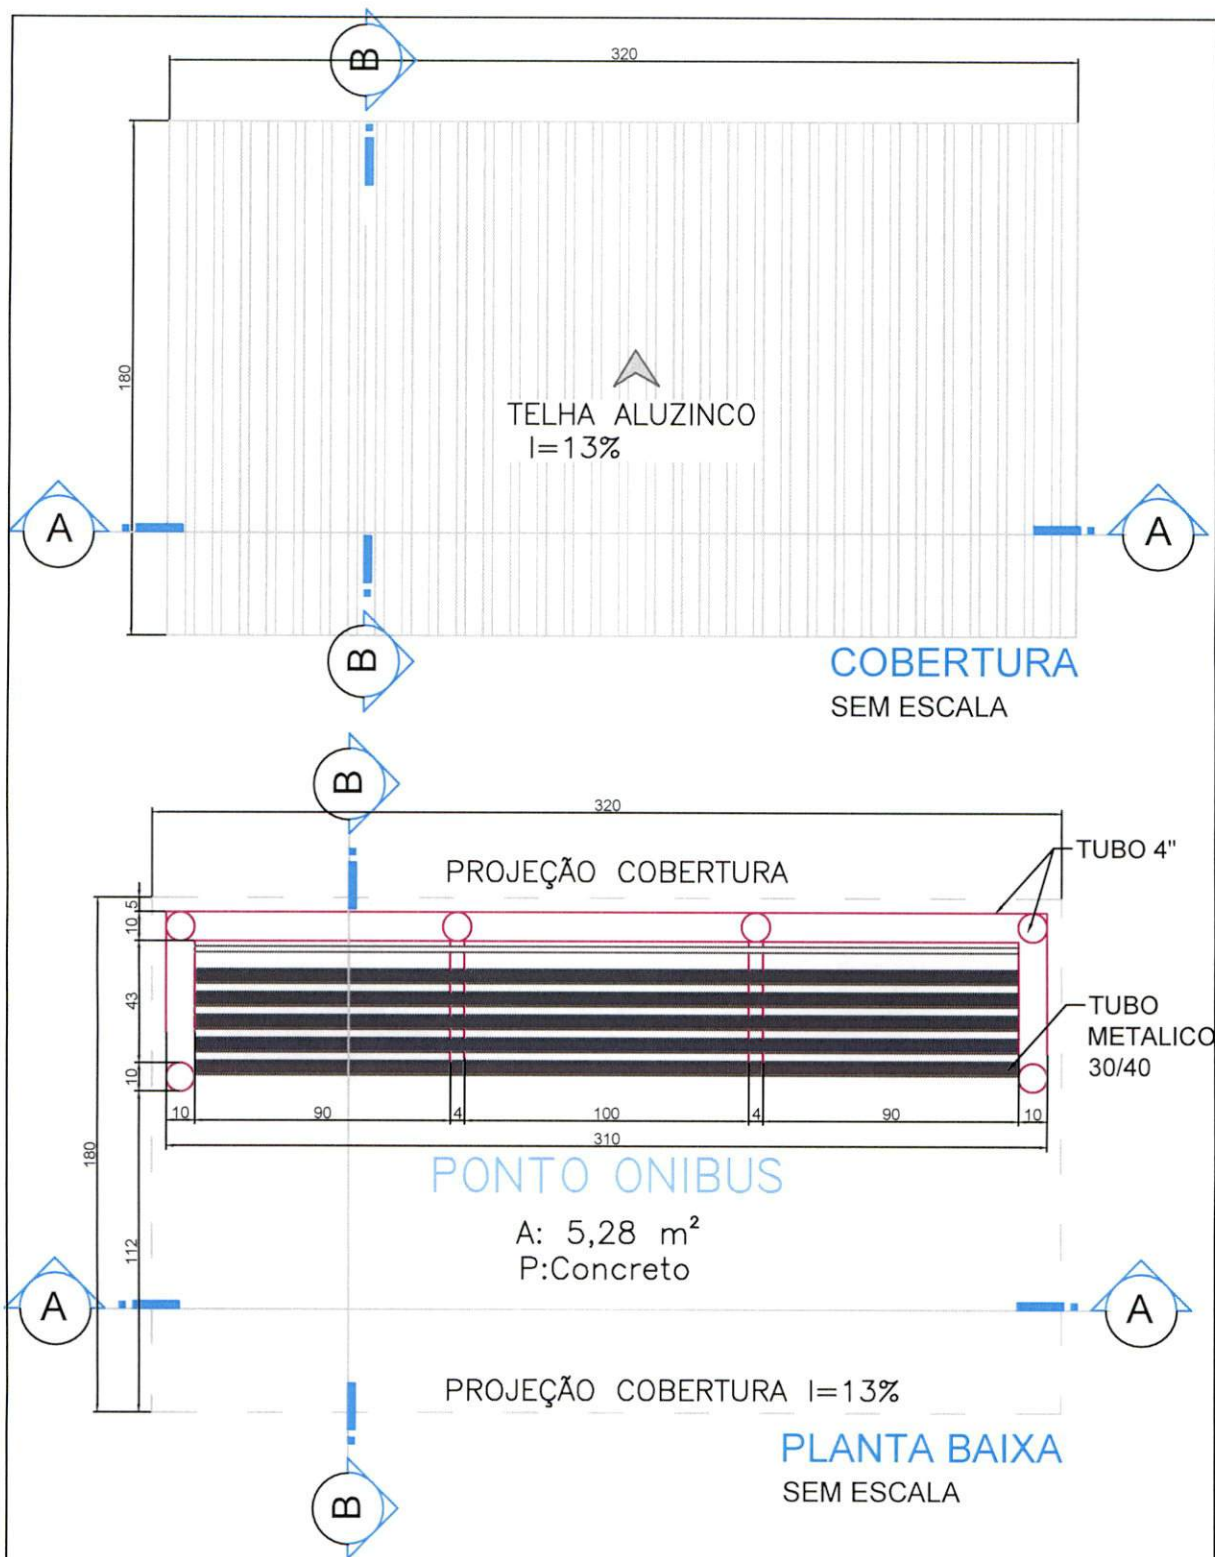 B
320
180
TELHA ALUZINCO
I=13%
A
A
B
COBERTURA
SEM ESCALA
B
320
TUBO 4"
PROJEÇÃO COBERTURA
5
10
43
10
TUBO
METALICO
30/40
10
90
4
100
4
90
10
310
180
112
PONTO ONIBUS
A: 5,28 m²
P:Concreto
A
A
PROJEÇÃO COBERTURA I=13%
PLANTA BAIXA
SEM ESCALA
B